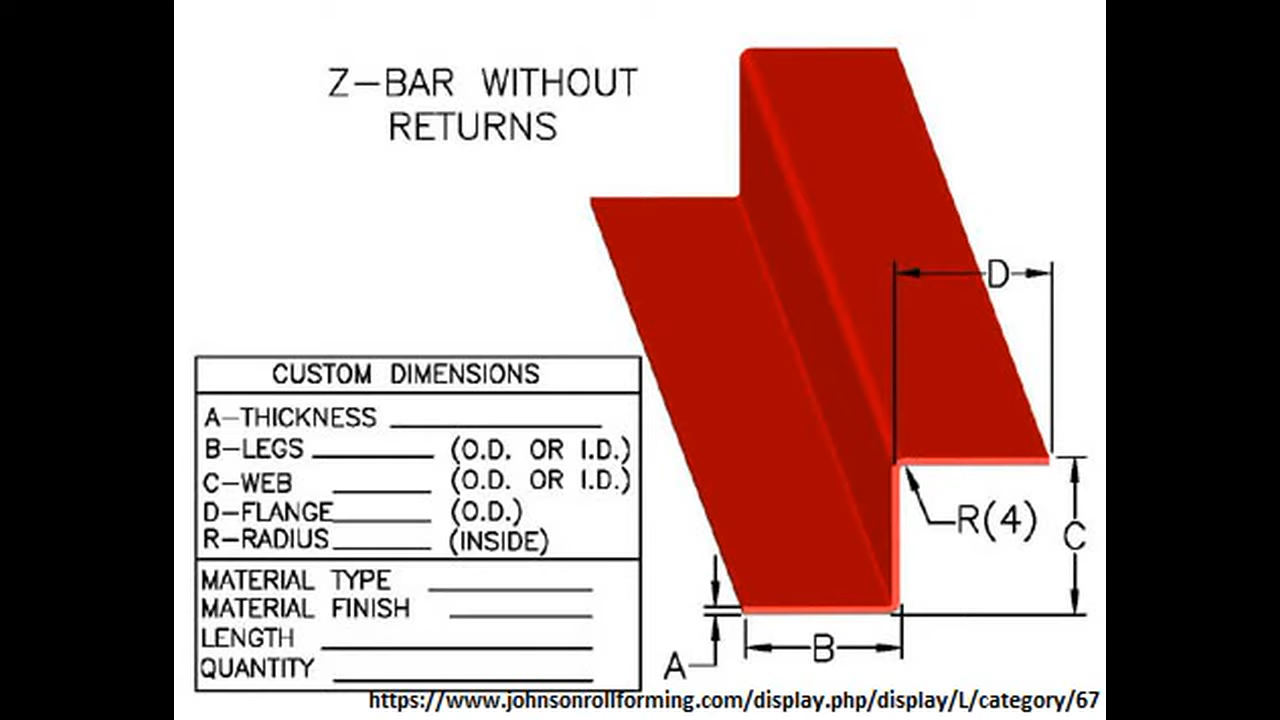 Z-BAR WITHOUT
RETURNS
D
R(4)
C
B
A
CUSTOM DIMENSIONS
A-THICKNESS
B-LEGS (O.D. OR I.D.)
C-WEB (O.D. OR I.D.)
D-FLANGE (O.D.)
R-RADIUS (INSIDE)
MATERIAL TYPE
MATERIAL FINISH
LENGTH
QUANTITY
https://www.johnsonrollforming.com/display.php/display/L/category/67